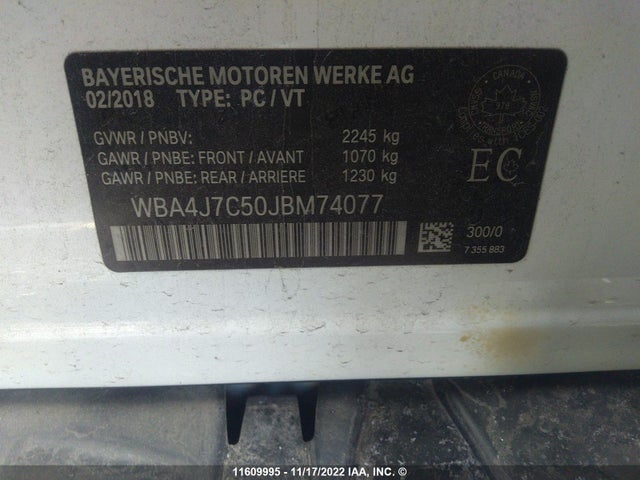 BAYERISCHE MOTOREN WERKE AG
02/2018 TYPE: PC / VT
GVWR / PNBV: 2245 kg
GAWR / PNBE: FRONT / AVANT 1070 kg
GAWR / PNBE: REAR / ARRIERE 1230 kg
WBA4J7C50JBM74077
CANADA
EC
300/0
7 355 883
11609995 - 11/17/2022 IAA, INC. ©